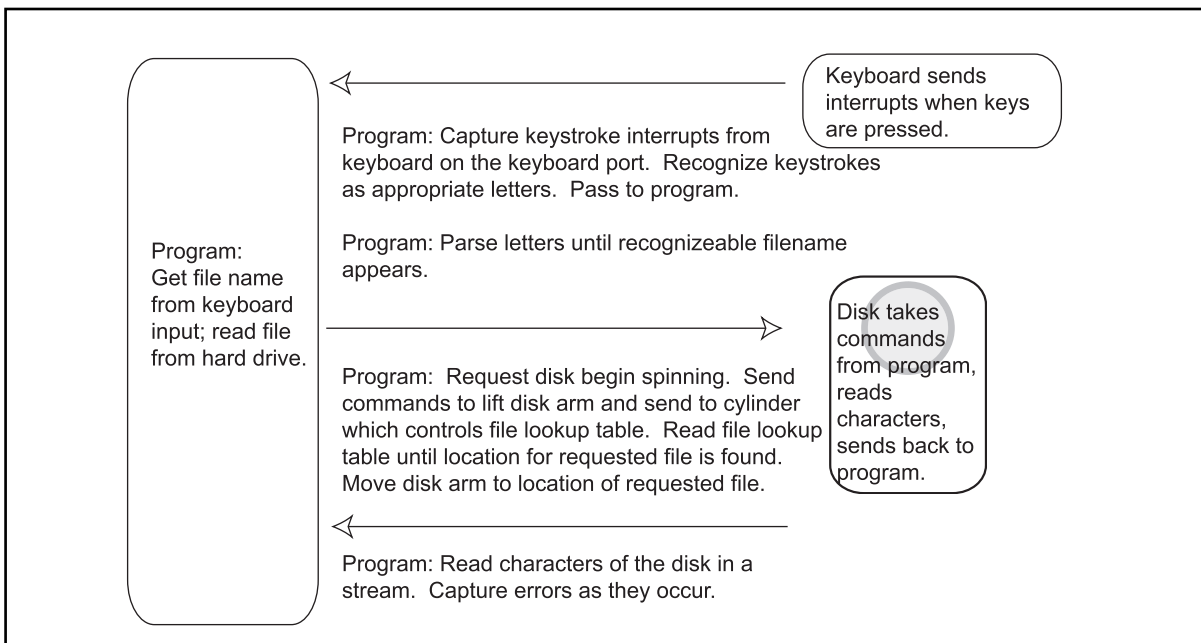 Keyboard sends
interrupts when keys
are pressed.
Program: Capture keystroke interrupts from
keyboard on the keyboard port.  Recognize keystrokes
as appropriate letters.  Pass to program.
Program: Parse letters until recognizeable filename
appears.
Program:
Get file name
from keyboard
input; read file
from hard drive.
Disk takes
commands
from program,
reads
characters,
sends back to
program.
Program:  Request disk begin spinning.  Send
commands to lift disk arm and send to cylinder
which controls file lookup table.  Read file lookup
table until location for requested file is found.
Move disk arm to location of requested file.
Program: Read characters of the disk in a
stream.  Capture errors as they occur.